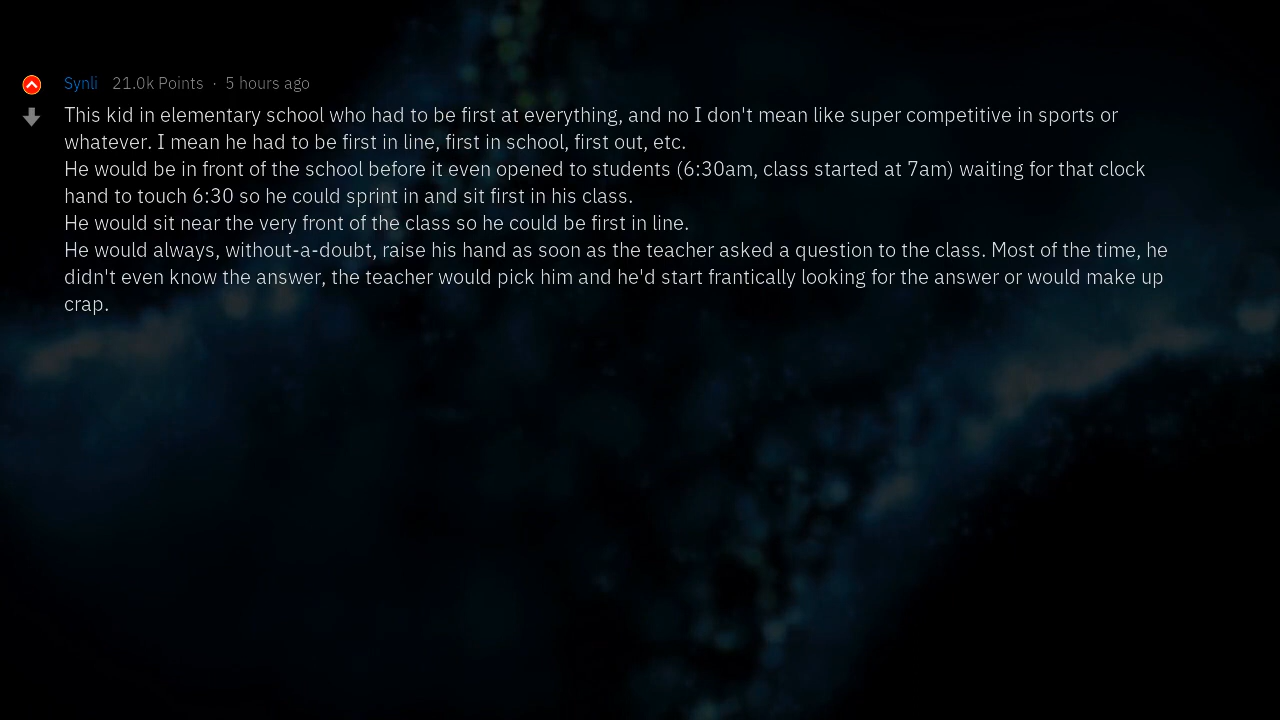 Synli 21.0k Points · 5 hours ago
This kid in elementary school who had to be first at everything, and no I don't mean like super competitive in sports or
whatever. I mean he had to be first in line, first in school, first out, etc.
He would be in front of the school before it even opened to students (6:30am, class started at 7am) waiting for that clock
hand to touch 6:30 so he could sprint in and sit first in his class.
He would sit near the very front of the class so he could be first in line.
He would always, without-a-doubt, raise his hand as soon as the teacher asked a question to the class. Most of the time, he
didn't even know the answer, the teacher would pick him and he'd start frantically looking for the answer or would make up
crap.